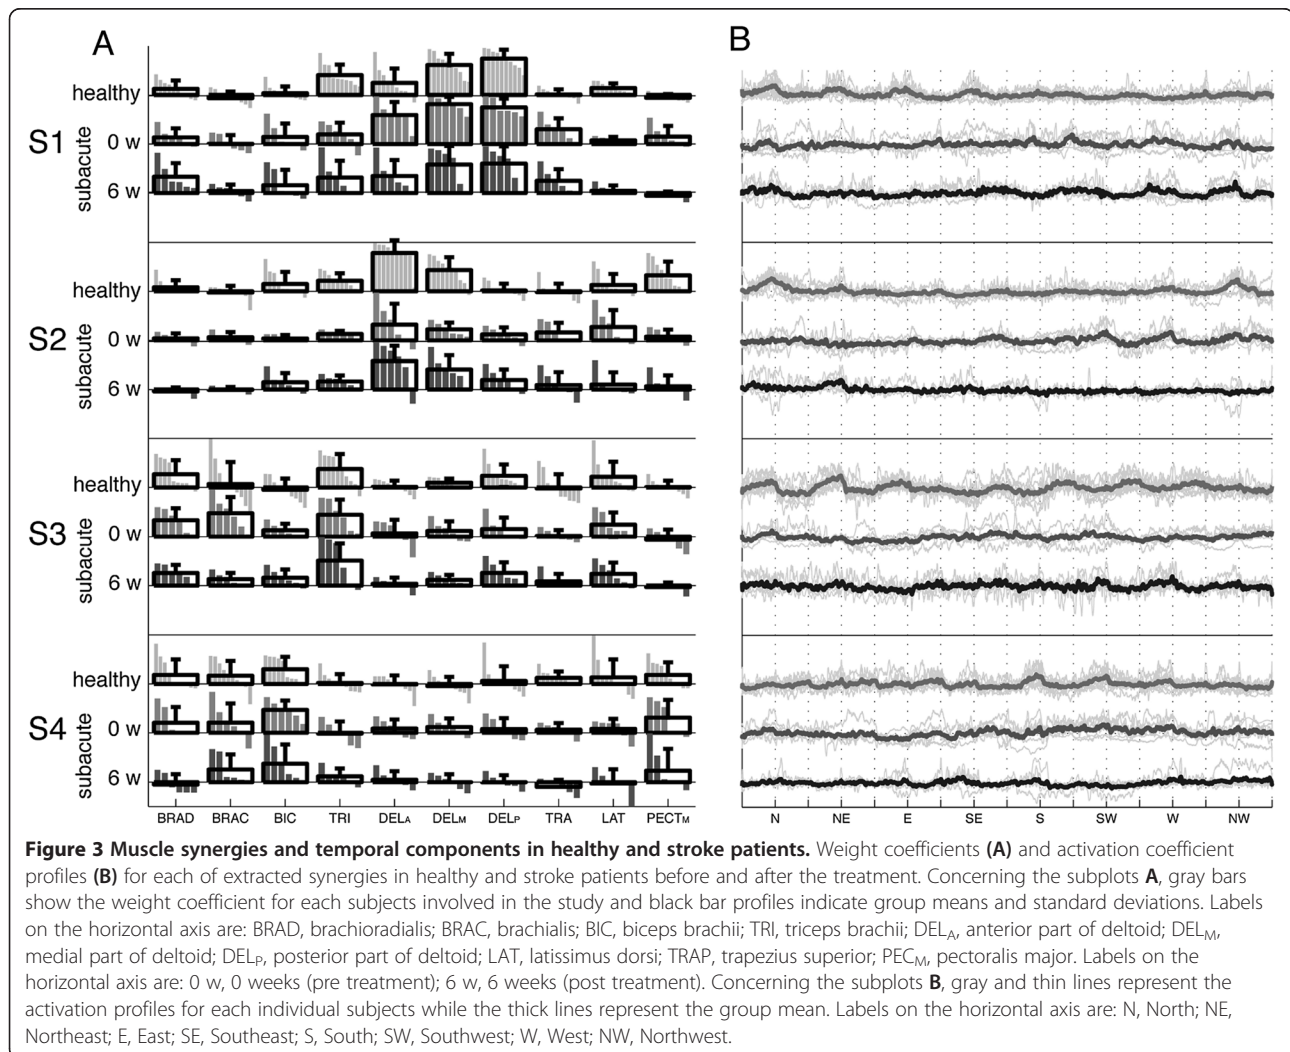 A
B
healthy
S1
subacute
0 w
6 w
healthy
S2
subacute
0 w
6 w
healthy
S3
subacute
0 w
6 w
healthy
S4
subacute
0 w
6 w
BRAD BRAC BIC TRI DELA DELM DELP TRA LAT PECTM
N NE E SE S SW W NW
Figure 3 Muscle synergies and temporal components in healthy and stroke patients. Weight coefficients (A) and activation coefficient
profiles (B) for each of extracted synergies in healthy and stroke patients before and after the treatment. Concerning the subplots A, gray bars
show the weight coefficient for each subjects involved in the study and black bar profiles indicate group means and standard deviations. Labels
on the horizontal axis are: BRAD, brachioradialis; BRAC, brachialis; BIC, biceps brachii; TRI, triceps brachii; DELA, anterior part of deltoid; DELM,
medial part of deltoid; DELP, posterior part of deltoid; LAT, latissimus dorsi; TRAP, trapezius superior; PECM, pectoralis major. Labels on the
horizontal axis are: 0 w, 0 weeks (pre treatment); 6 w, 6 weeks (post treatment). Concerning the subplots B, gray and thin lines represent the
activation profiles for each individual subjects while the thick lines represent the group mean. Labels on the horizontal axis are: N, North; NE,
Northeast; E, East; SE, Southeast; S, South; SW, Southwest; W, West; NW, Northwest.